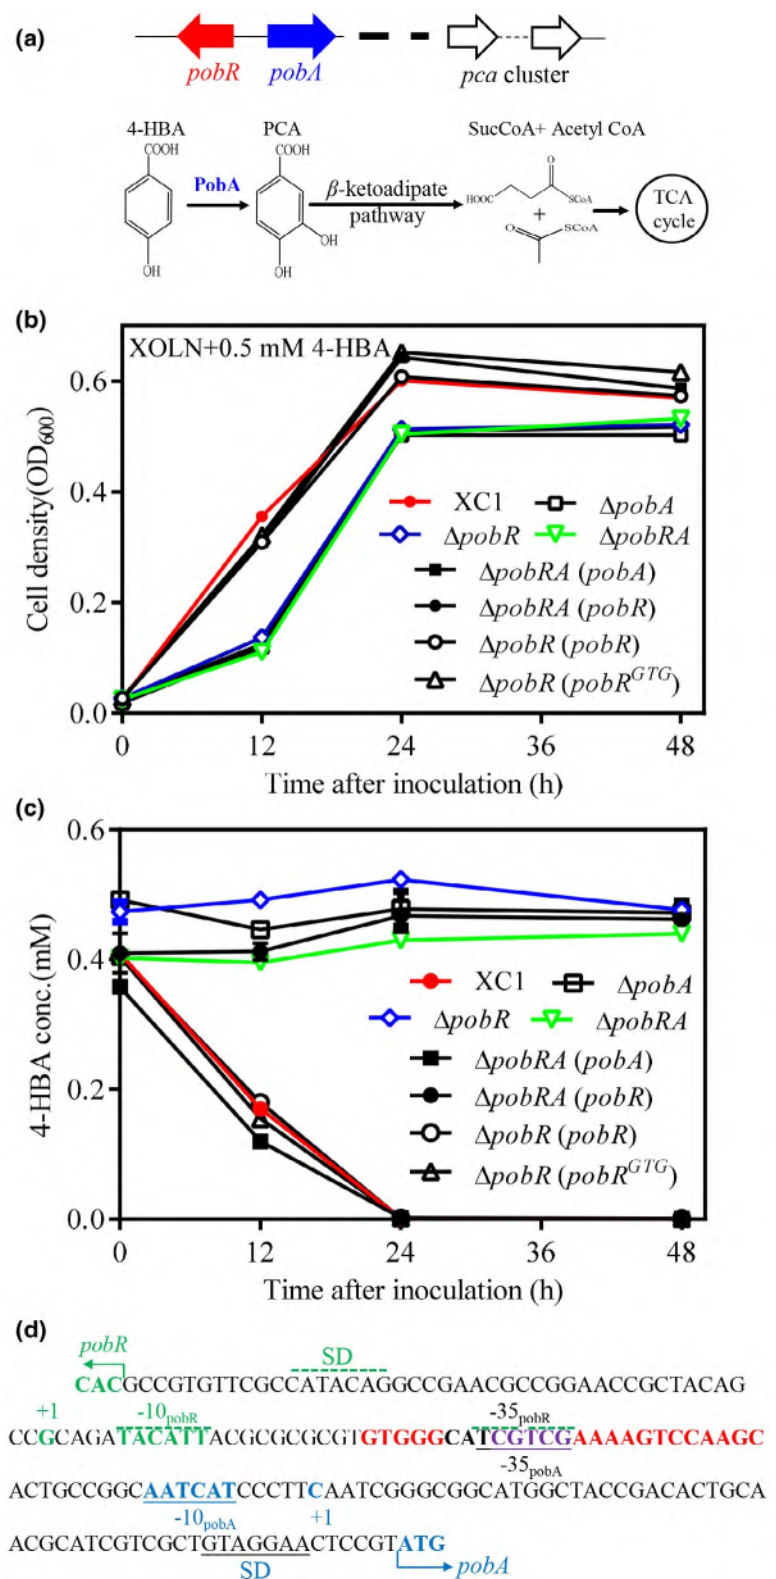 (a)
pobR pobA pca cluster
4-HBA PCA SucCoA+ Acetyl CoA
COOH COOH O
PobA β-ketoadipate HOOC SCoA TCA
pathway + cycle
OH OH O SCoA
OH
(b)
XOLN+0.5 mM 4-HBA
Cell density(OD600)
0.6
0.4
0.2
0.0
XC1 ΔpobA
ΔpobR ΔpobRA
ΔpobRA (pobA)
ΔpobRA (pobR)
ΔpobR (pobR)
ΔpobR (pobR^GTG)
0 12 24 36 48
Time after inoculation (h)
(c)
4-HBA conc.(mM)
0.6
0.4
0.2
0.0
XC1 ΔpobA
ΔpobR ΔpobRA
ΔpobRA (pobA)
ΔpobRA (pobR)
ΔpobR (pobR)
ΔpobR (pobR^GTG)
0 12 24 36 48
Time after inoculation (h)
(d)
pobR SD
CACGCCGTGTTCGCCATACAGGCCGAACGCCGGAACCGCTACAG
+1 -10pobR -35pobR
CCGCAGATACATTACGCGCGCGTGTGGGCATCGTCGAAAAGTCCAAGC
-35pobA
ACTGCCGGCAATCATCCCTTCAATCGGGCGGCATGGCTACCGACACTGCA
-10pobA +1
ACGCATCGTCGCTGTAGGAACTCCGTATG
SD pobA